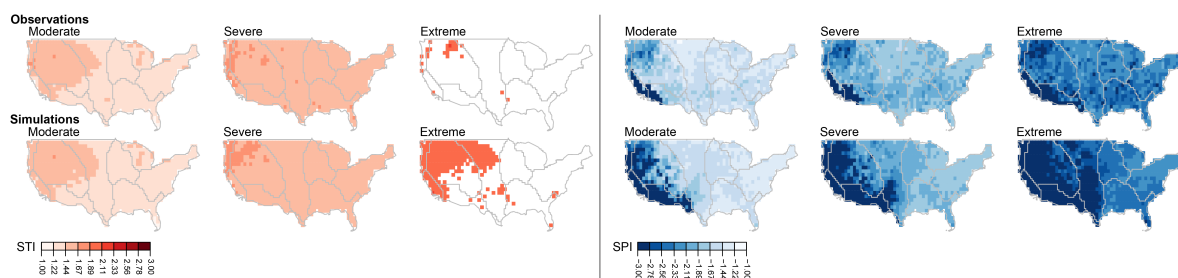 Observations
Moderate Severe Extreme Moderate Severe Extreme
Simulations
Moderate Severe Extreme Moderate Severe Extreme
STI
1.00 1.22 1.44 1.67 1.89 2.11 2.33 2.56 2.78 3.00
SPI
−3.00 −2.78 −2.56 −2.33 −2.11 −1.89 −1.67 −1.44 −1.22 −1.00